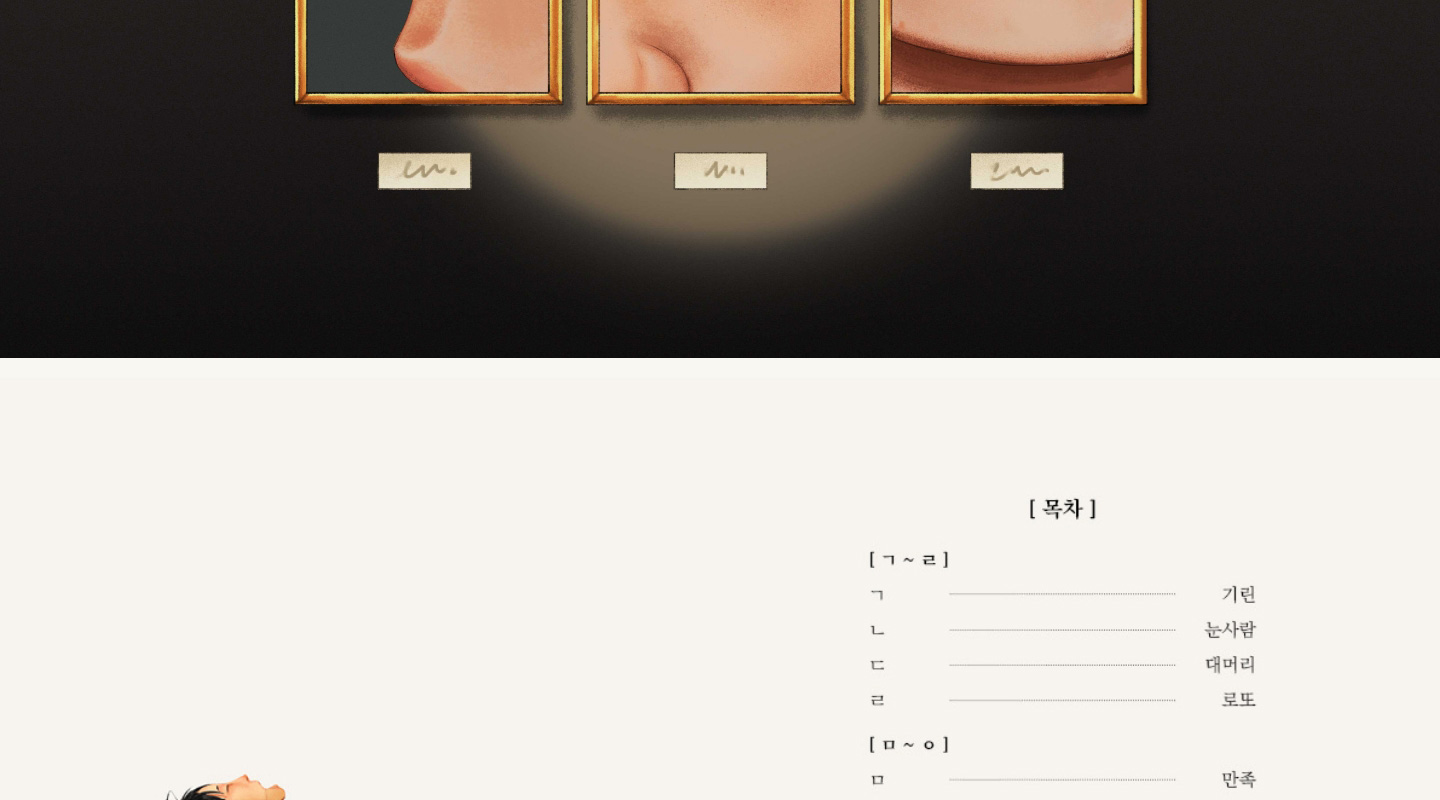 [ 목차 ]
[ ㄱ ~ ㄹ ]
ㄱ 기린
ㄴ 눈사람
ㄷ 대머리
ㄹ 로또
[ ㅁ ~ ㅇ ]
ㅁ 만족